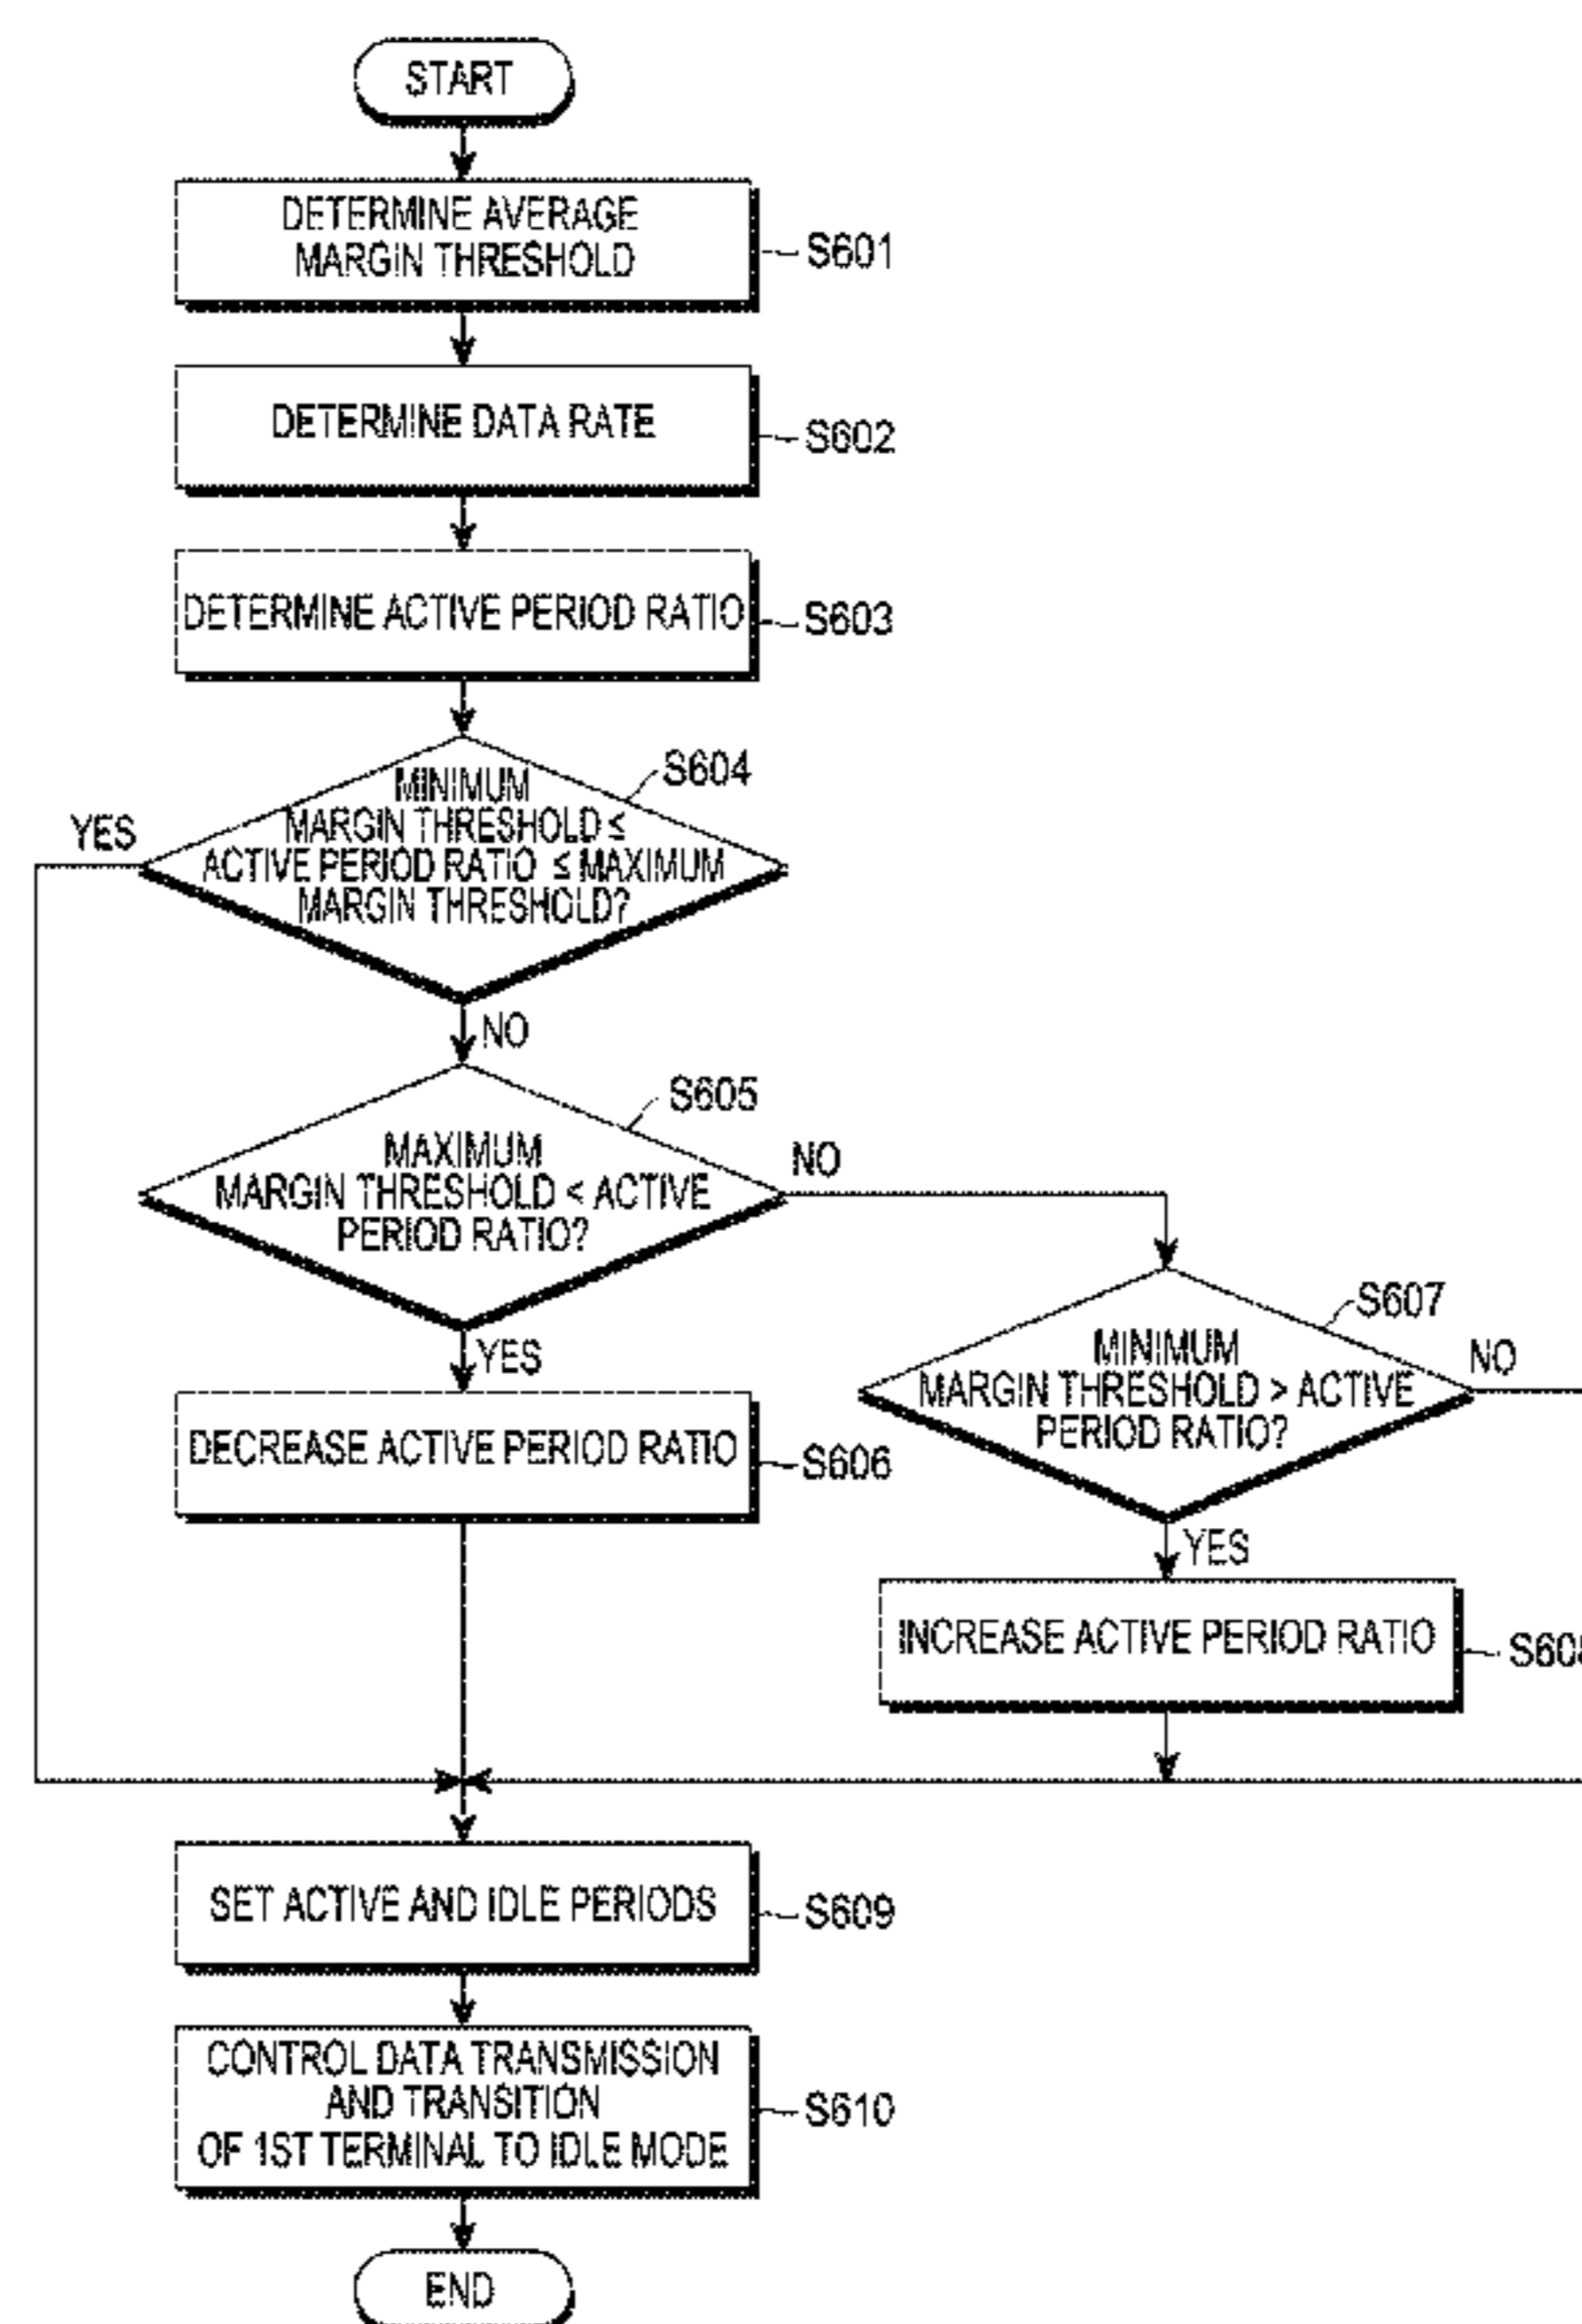 START
DETERMINE AVERAGE
MARGIN THRESHOLD
S601
DETERMINE DATA RATE
S602
DETERMINE ACTIVE PERIOD RATIO
S603
S604
MINIMUM
MARGIN THRESHOLD ≤
ACTIVE PERIOD RATIO ≤ MAXIMUM
MARGIN THRESHOLD?
YES
NO
S605
MAXIMUM
MARGIN THRESHOLD < ACTIVE
PERIOD RATIO?
NO
YES
S607
MINIMUM
MARGIN THRESHOLD > ACTIVE
PERIOD RATIO?
NO
YES
DECREASE ACTIVE PERIOD RATIO
S606
INCREASE ACTIVE PERIOD RATIO
S608
SET ACTIVE AND IDLE PERIODS
S609
CONTROL DATA TRANSMISSION
AND TRANSITION
OF 1ST TERMINAL TO IDLE MODE
S610
END